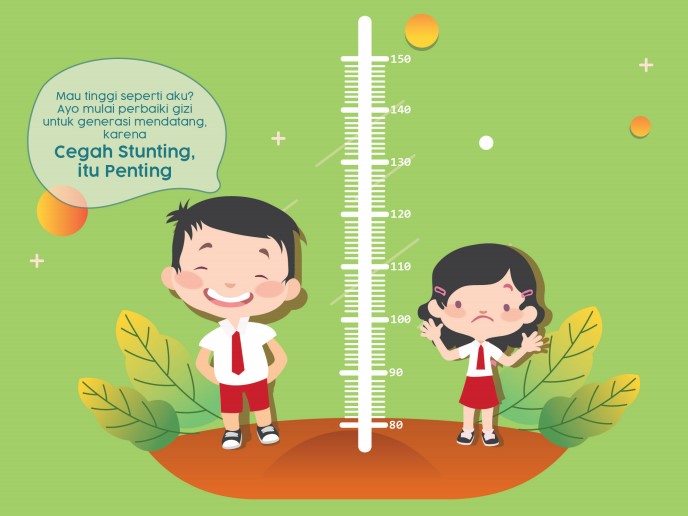 Mau tinggi seperti aku?
Ayo mulai perbaiki gizi
untuk generasi mendatang,
karena
Cegah Stunting,
itu Penting
150
140
130
120
110
100
90
80